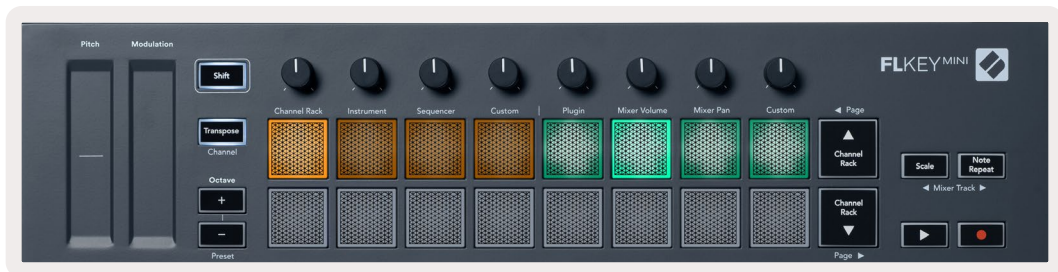 Pitch
Modulation
Shift
FLKEY MINI
Channel Rack
Instrument
Sequencer
Custom
Plugin
Mixer Volume
Mixer Pan
Custom
◀ Page
Transpose
Channel
▲
Channel
Rack
Scale
Note
Repeat
◀ Mixer Track ▶
Octave
+
−
Preset
Channel
Rack
▼
Page ▶